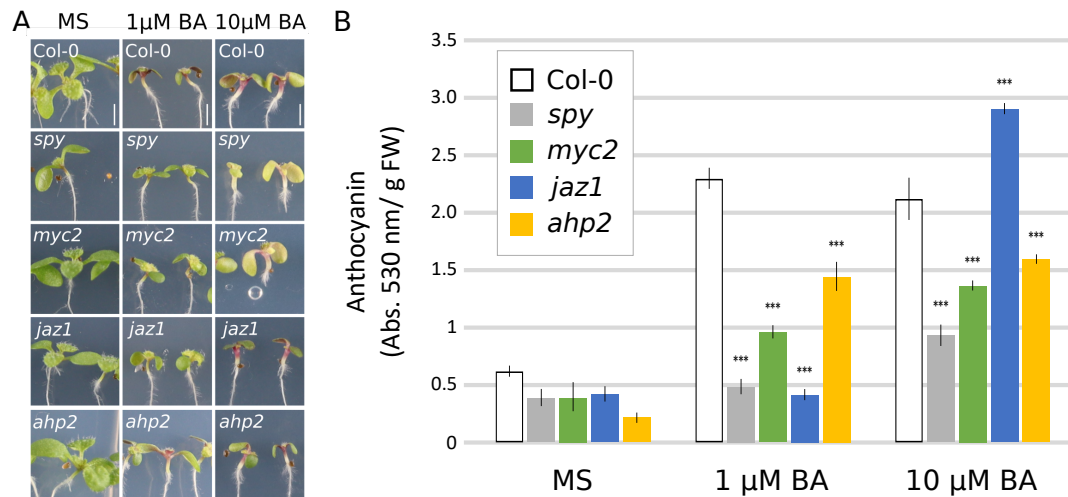 A
MS 1µM BA 10µM BA
Col-0 Col-0 Col-0
spy spy spy
myc2 myc2 myc2
jaz1 jaz1 jaz1
ahp2 ahp2 ahp2
B
Anthocyanin
(Abs. 530 nm/ g FW)
3.5
3.0
2.5
2.0
1.5
1
0.5
0
Col-0
spy
myc2
jaz1
ahp2
*** *** *** ***
*** *** *** ***
MS 1 µM BA 10 µM BA